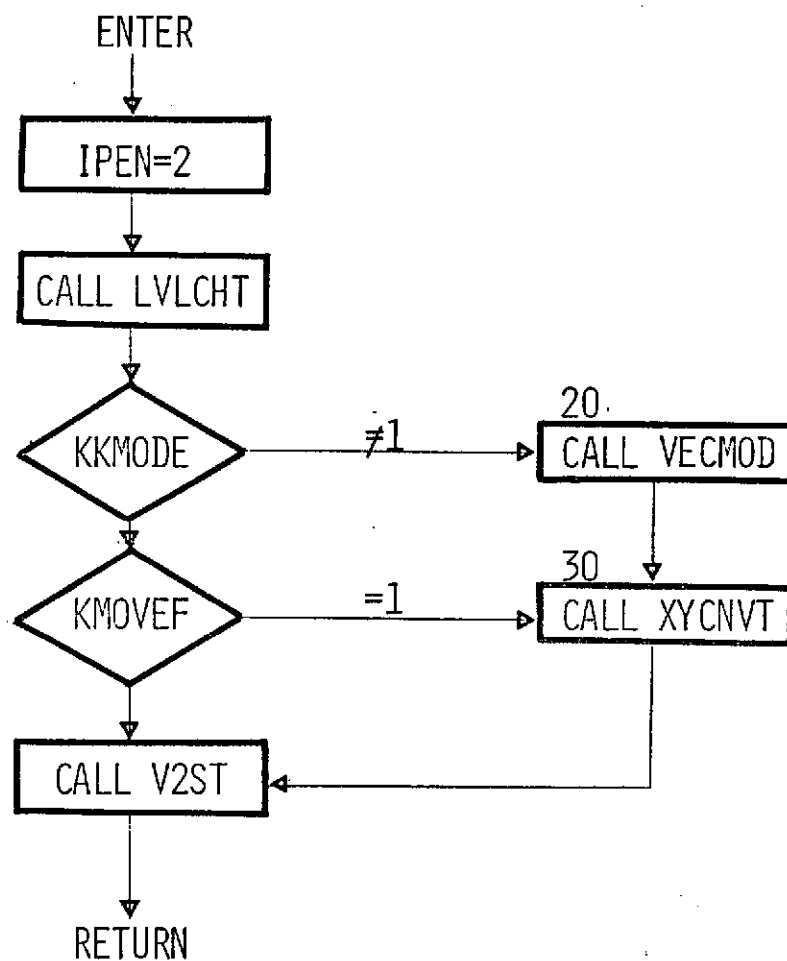 ENTER
IPEN=2
CALL LVLCHT
KKMODE
≠1
20
CALL VECMOD
KMOVEF
=1
30
CALL XYCNVT
CALL V2ST
RETURN